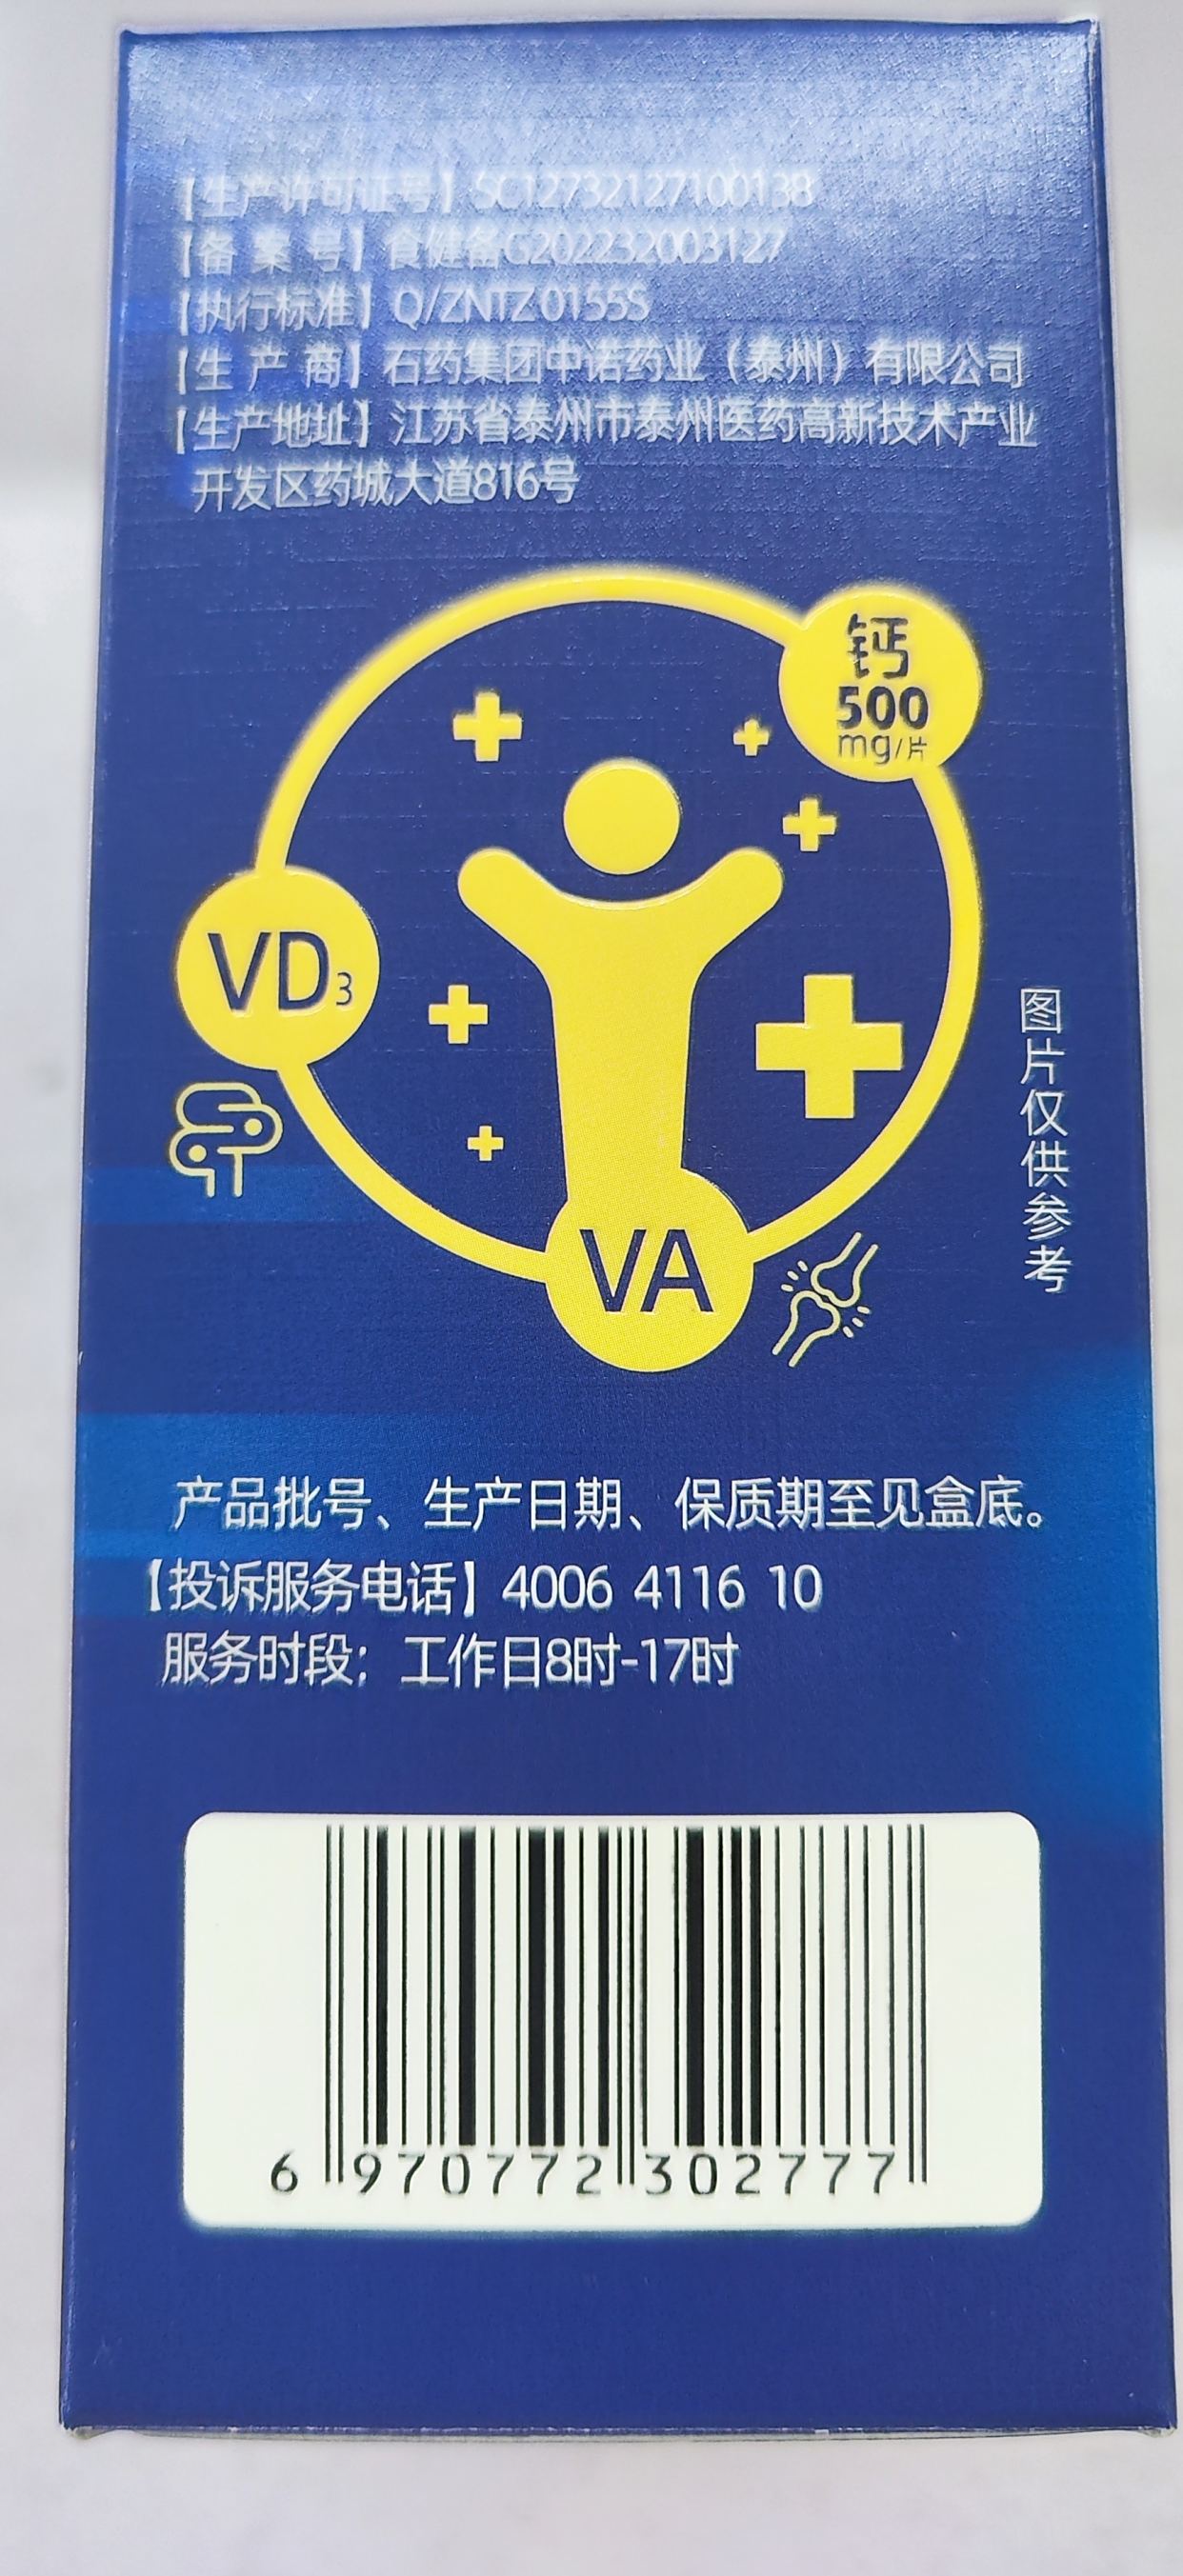 【生产许可证号】SC12732127100138
【备 案 号】食健备G202232003127
【执行标准】Q/ZNTZ 0155S
【生 产 商】石药集团中诺药业（泰州）有限公司
【生产地址】江苏省泰州市泰州医药高新技术产业
开发区药城大道816号
钙
500
mg/片
VD3
VA
图片仅供参考
产品批号、生产日期、保质期至见盒底。
【投诉服务电话】4006 4116 10
服务时段：工作日8时-17时
6 970772 302777